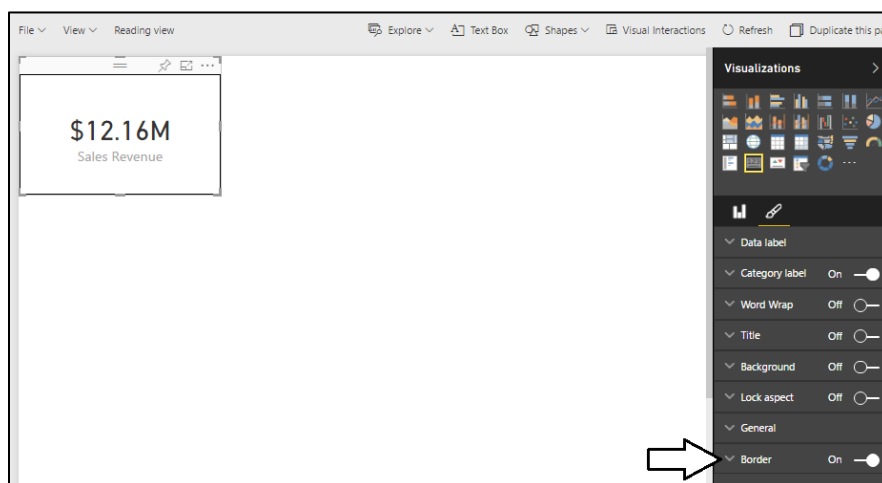 File View Reading view Explore Text Box Shapes Visual Interactions Refresh Duplicate this pa
Visualizations
$12.16M
Sales Revenue
Data label
Category label On
Word Wrap Off
Title Off
Background Off
Lock aspect Off
General
Border On